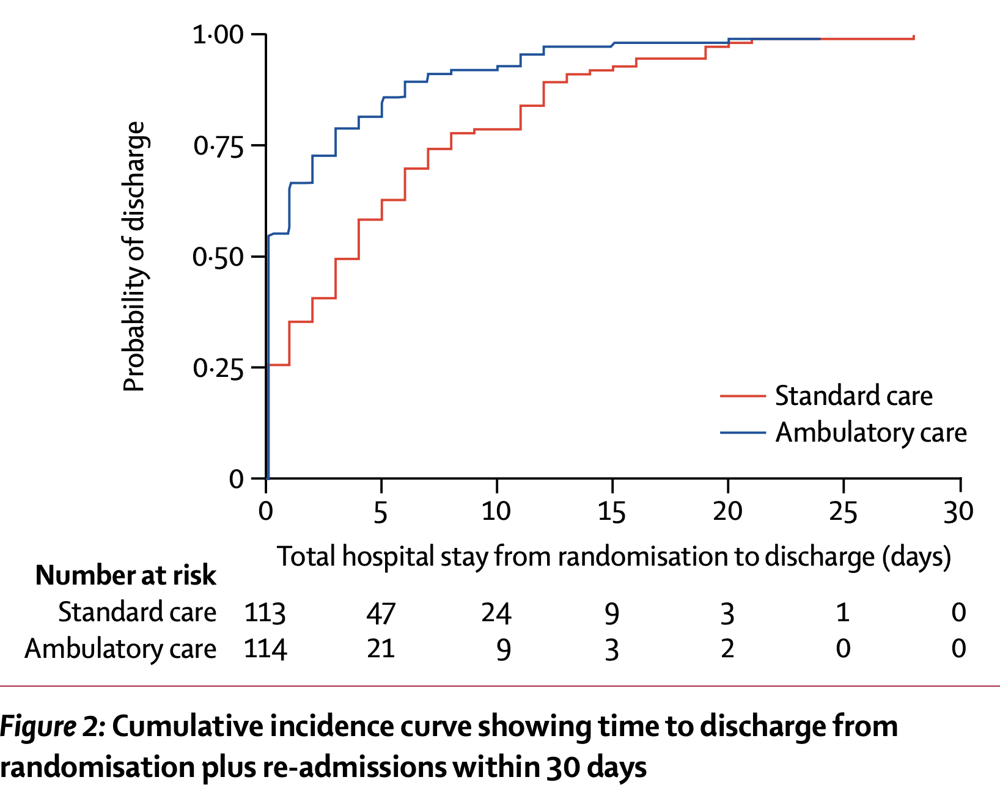 1·00
0·75
0·50
0·25
0
Probability of discharge
Standard care
Ambulatory care
0 5 10 15 20 25 30
Total hospital stay from randomisation to discharge (days)
Number at risk
Standard care 113 47 24 9 3 1 0
Ambulatory care 114 21 9 3 2 0 0
Figure 2: Cumulative incidence curve showing time to discharge from
randomisation plus re-admissions within 30 days